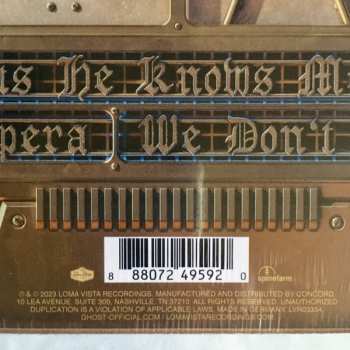 us He Knows M
pera | We Don't
8 88072 49592 0
spinefarm
℗ & © 2023 LOMA VISTA RECORDINGS. MANUFACTURED AND DISTRIBUTED BY CONCORD,
10 LEA AVENUE, SUITE 300, NASHVILLE, TN 37210. ALL RIGHTS RESERVED. UNAUTHORIZED
DUPLICATION IS A VIOLATION OF APPLICABLE LAWS. MADE IN GERMANY. LVR03354
GHOST-OFFICIAL.COM / LOMAVISTARECORDINGS.COM